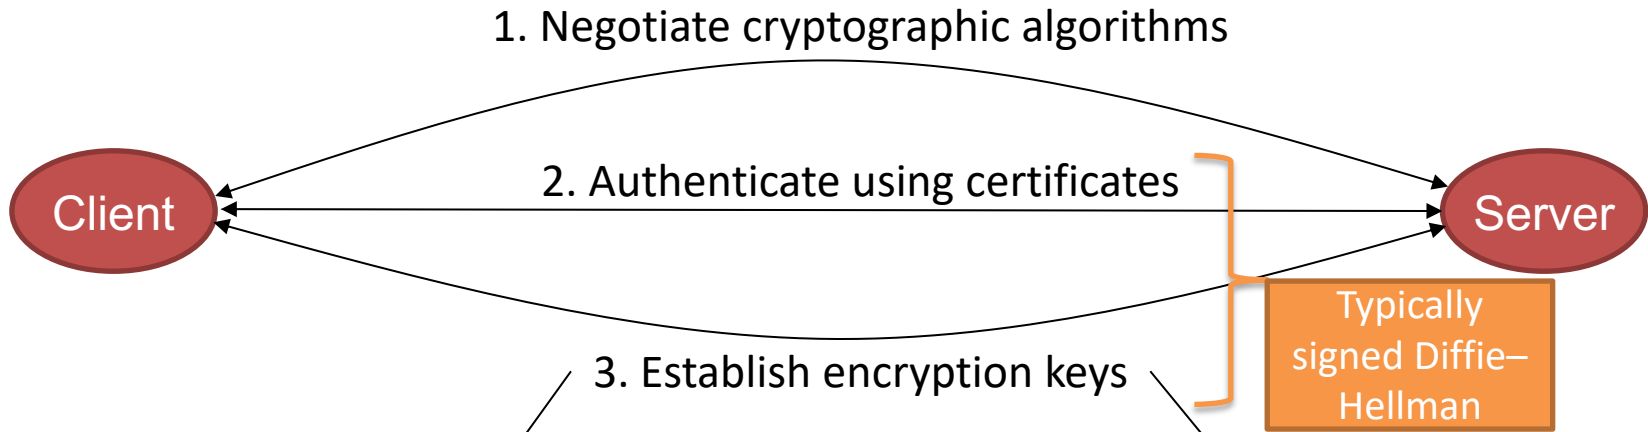 1. Negotiate cryptographic algorithms
2. Authenticate using certificates
Client
Server
Typically
signed Diffie–
Hellman
3. Establish encryption keys